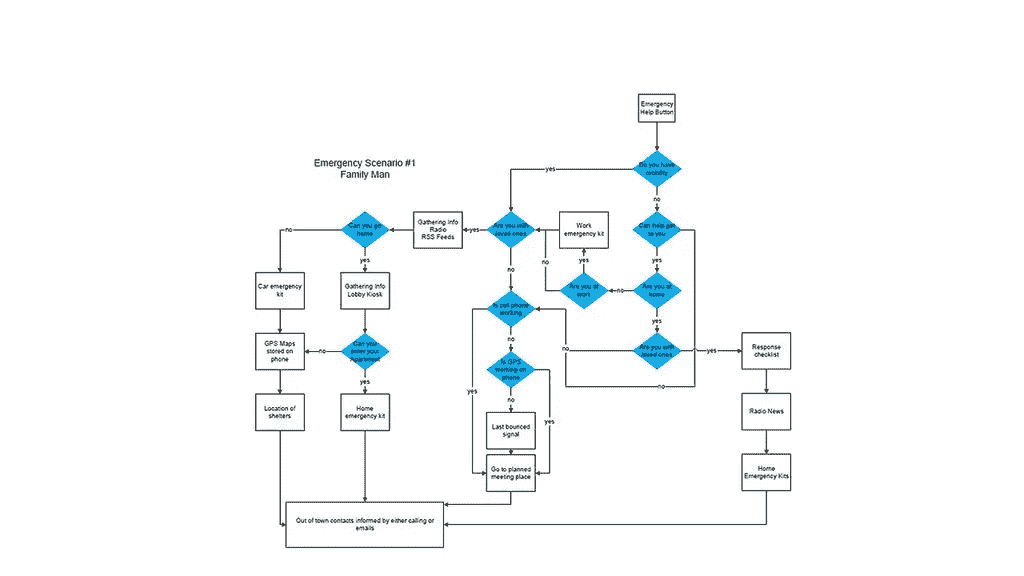 Emergency
Help Button
Emergency Scenario #1
Family Man
Do you have
mobility
yes
no
Can you go
home
Gathering Info
Radio
RSS Feeds
Are you with
loved ones
Work
emergency kit
Can help get
to you
no
yes
yes
no
no
yes
yes
Car emergency
kit
Gathering Info
Lobby Kiosk
Are you at
work
no
Are you at
home
Is cell phone
working
yes
GPS Maps
stored on
phone
no
Can you
enter your
Apartment
no
no
Are you with
loved ones
yes
Response
checklist
Is GPS
working on
phone
yes
yes
no
no
Location of
shelters
Home
emergency kit
yes
Last bounced
signal
Radio News
Go to planned
meeting place
Home
Emergency Kits
Out of town contacts informed by either calling or
emails